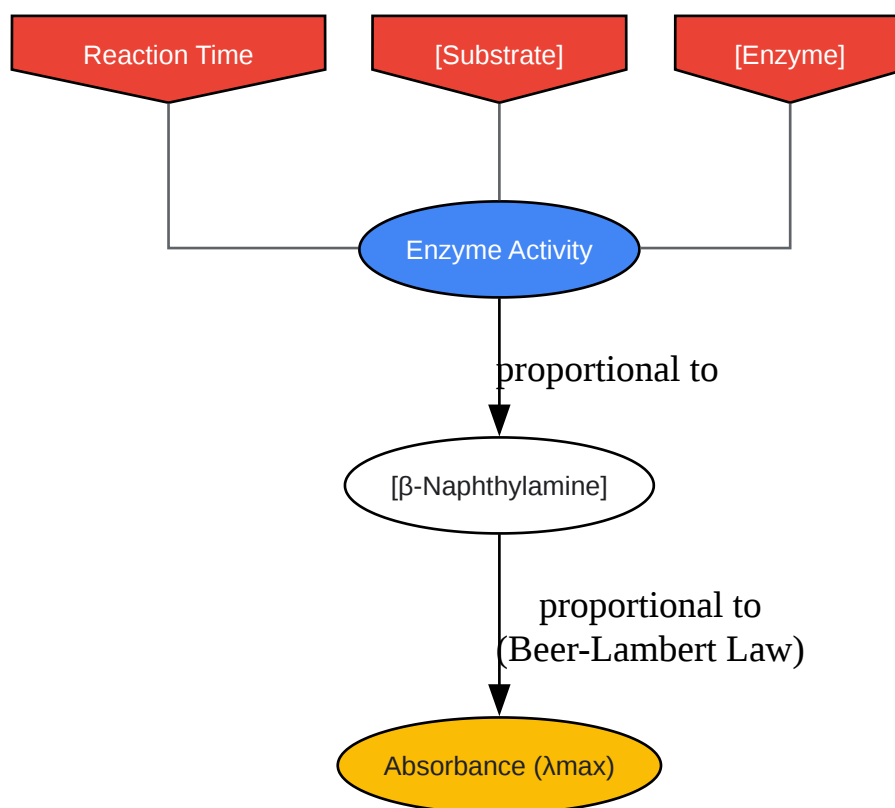 Reaction Time
[Substrate]
[Enzyme]
Enzyme Activity
proportional to
[β-Naphthylamine]
proportional to
(Beer-Lambert Law)
Absorbance (λmax)